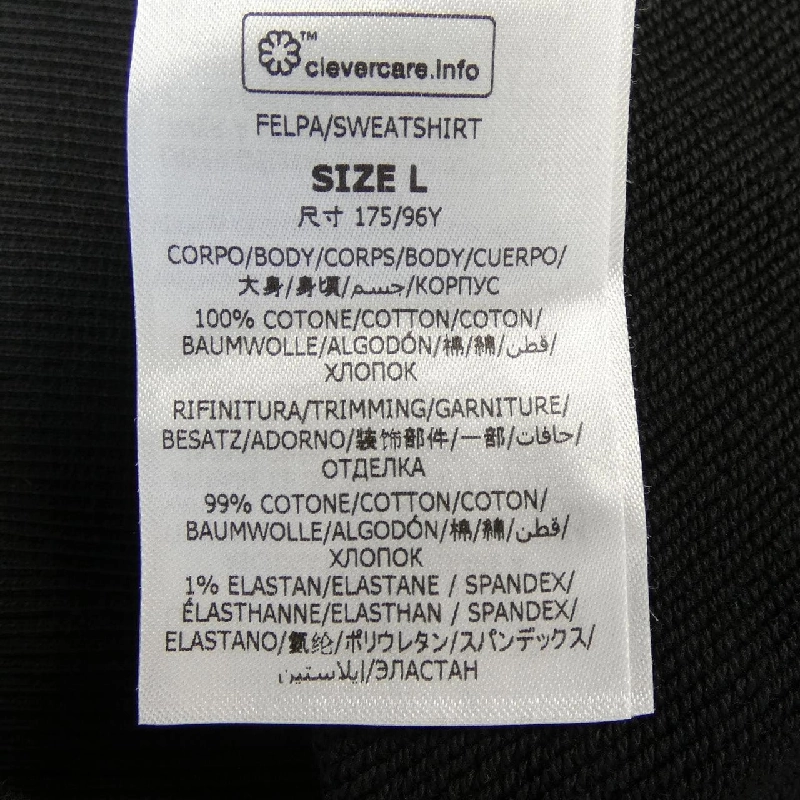 ™
clevercare.info
FELPA/SWEATSHIRT
SIZE L
尺寸 175/96Y
CORPO/BODY/CORPS/BODY/CUERPO/
大身/身頃/جسم/КОРПУС
100% COTONE/COTTON/COTON/
BAUMWOLLE/ALGODÓN/棉/綿/قطن/
ХЛОПОК
RIFINITURA/TRIMMING/GARNITURE/
BESATZ/ADORNO/装饰部件/一部/حافات/
ОТДЕЛКА
99% COTONE/COTTON/COTON/
BAUMWOLLE/ALGODÓN/棉/綿/قطن/
ХЛОПОК
1% ELASTAN/ELASTANE / SPANDEX/
ÉLASTHANNE/ELASTHAN / SPANDEX/
ELASTANO/氨纶/ポリウレタン/スパンデックス/
إيلاستين/ЭЛАСТАН